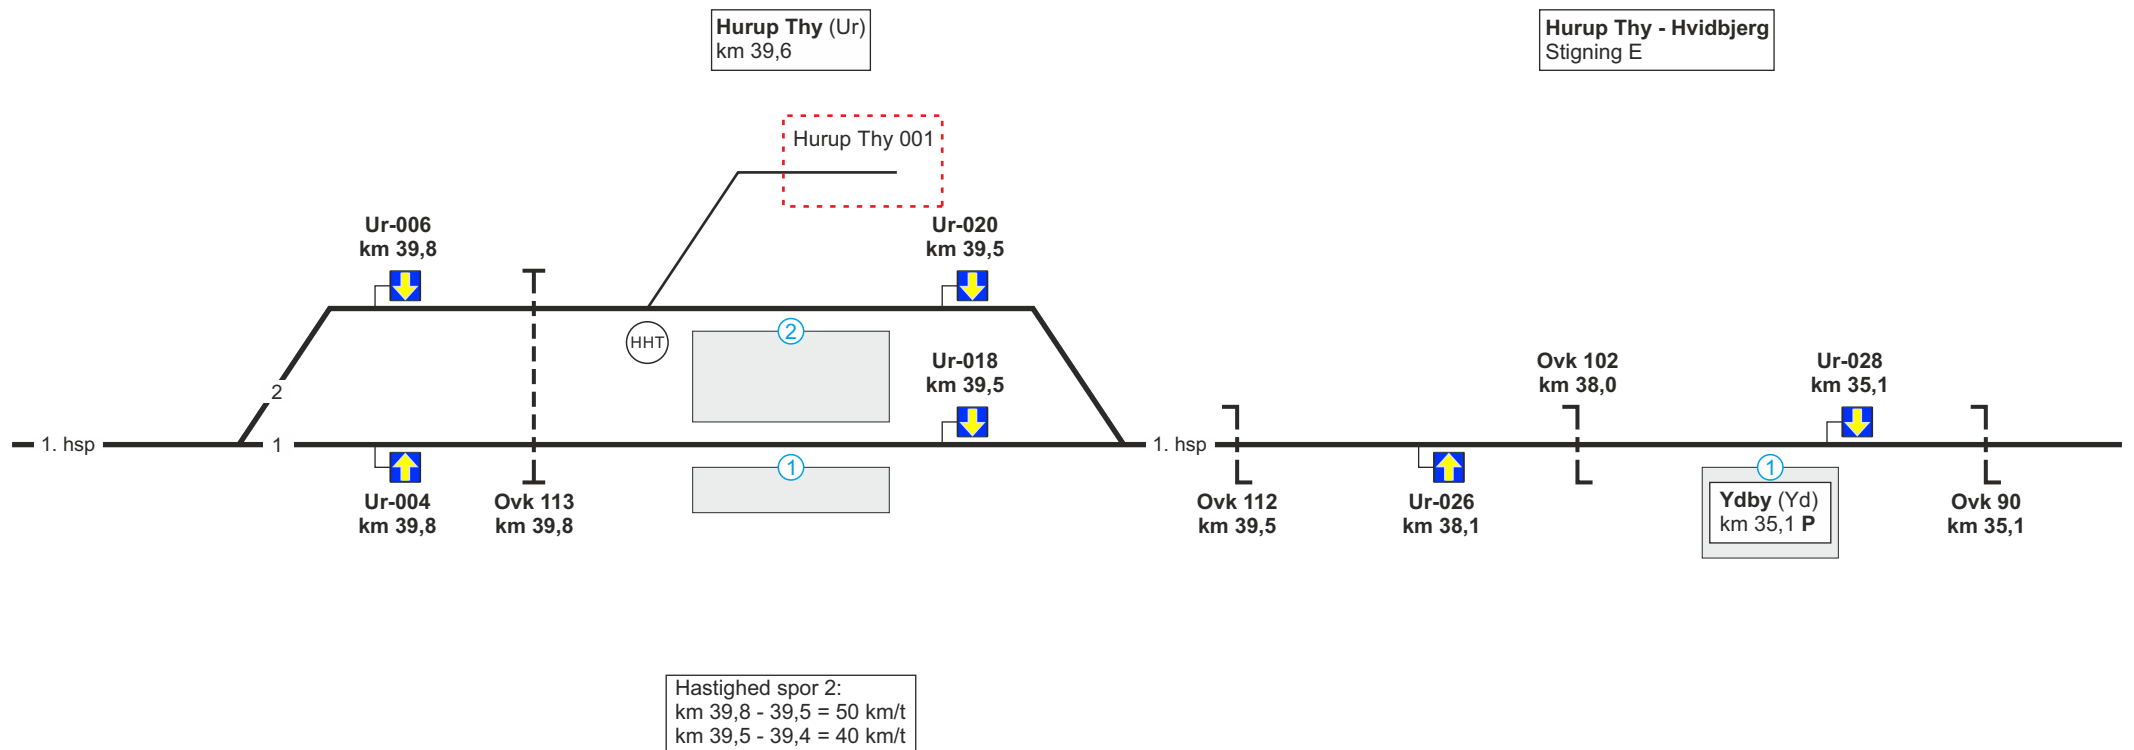 Hurup Thy (Ur)
km 39,6
Hurup Thy - Hvidbjerg
Stigning E
Hurup Thy 001
Ur-006
km 39,8
Ur-020
km 39,5
2
HHT
Ur-018
km 39,5
Ovk 102
km 38,0
Ur-028
km 35,1
2
1. hsp
1
1. hsp
1
1
Ur-004
km 39,8
Ovk 113
km 39,8
Ovk 112
km 39,5
Ur-026
km 38,1
Ydby (Yd)
km 35,1 P
Ovk 90
km 35,1
Hastighed spor 2:
km 39,8 - 39,5 = 50 km/t
km 39,5 - 39,4 = 40 km/t